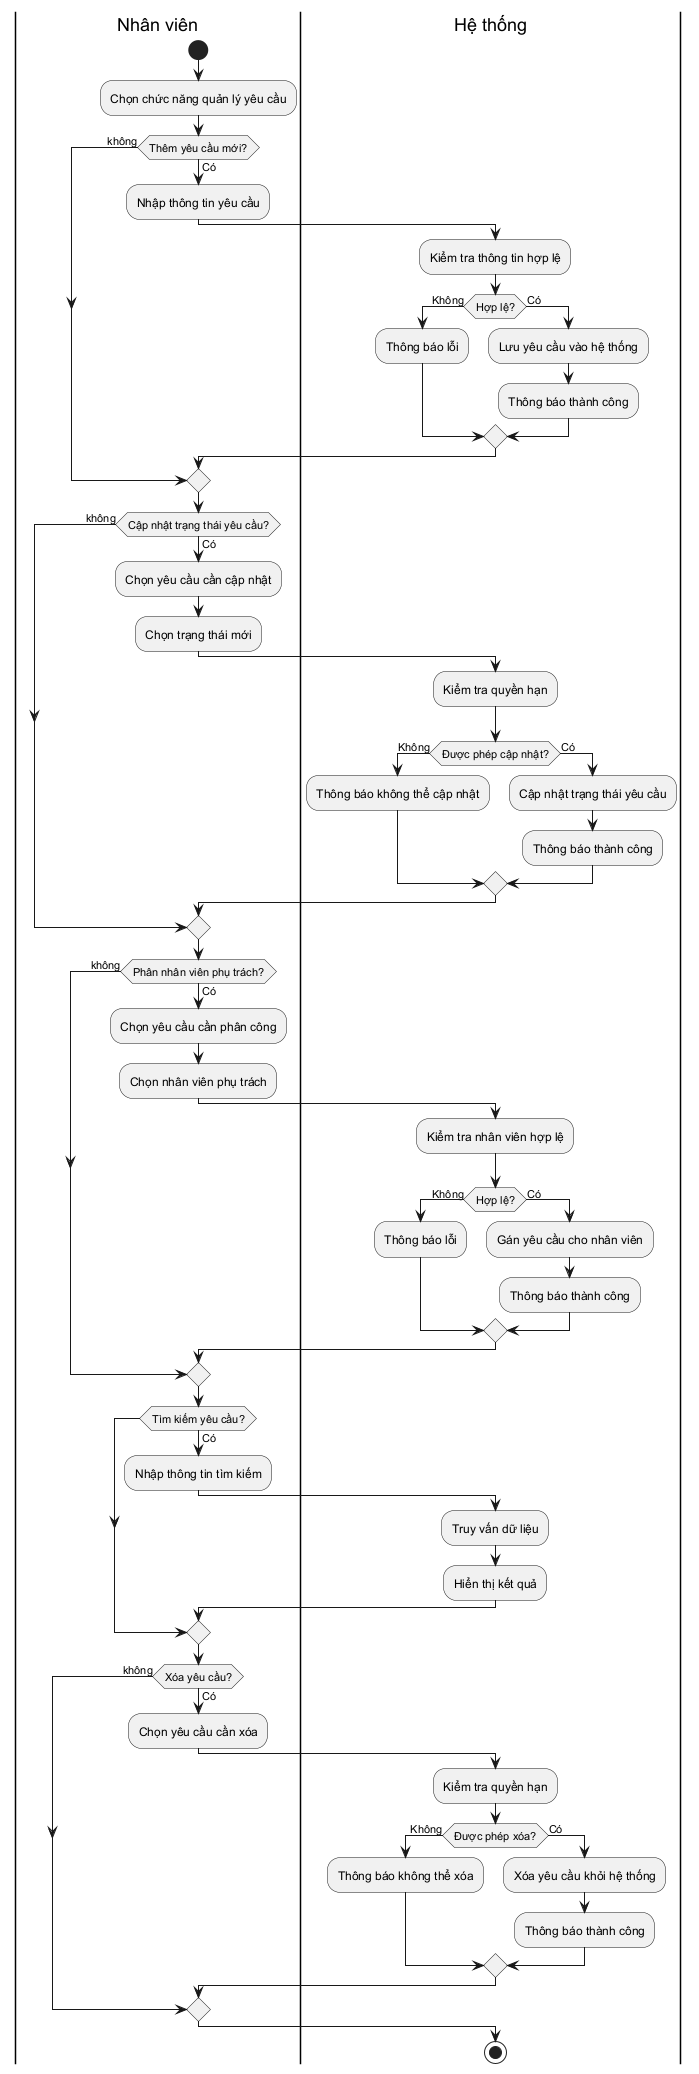 Nhân viên
Hệ thống
Chọn chức năng quản lý yêu cầu
không
Thêm yêu cầu mới?
Có
Nhập thông tin yêu cầu
Kiểm tra thông tin hợp lệ
Không
Hợp lệ?
Có
Thông báo lỗi
Lưu yêu cầu vào hệ thống
Thông báo thành công
không
Cập nhật trạng thái yêu cầu?
Có
Chọn yêu cầu cần cập nhật
Chọn trạng thái mới
Kiểm tra quyền hạn
Không
Được phép cập nhật?
Có
Thông báo không thể cập nhật
Cập nhật trạng thái yêu cầu
Thông báo thành công
không
Phân nhân viên phụ trách?
Có
Chọn yêu cầu cần phân công
Chọn nhân viên phụ trách
Kiểm tra nhân viên hợp lệ
Không
Hợp lệ?
Có
Thông báo lỗi
Gán yêu cầu cho nhân viên
Thông báo thành công
Tìm kiếm yêu cầu?
Có
Nhập thông tin tìm kiếm
Truy vấn dữ liệu
Hiển thị kết quả
không
Xóa yêu cầu?
Có
Chọn yêu cầu cần xóa
Kiểm tra quyền hạn
Không
Được phép xóa?
Có
Thông báo không thể xóa
Xóa yêu cầu khỏi hệ thống
Thông báo thành công